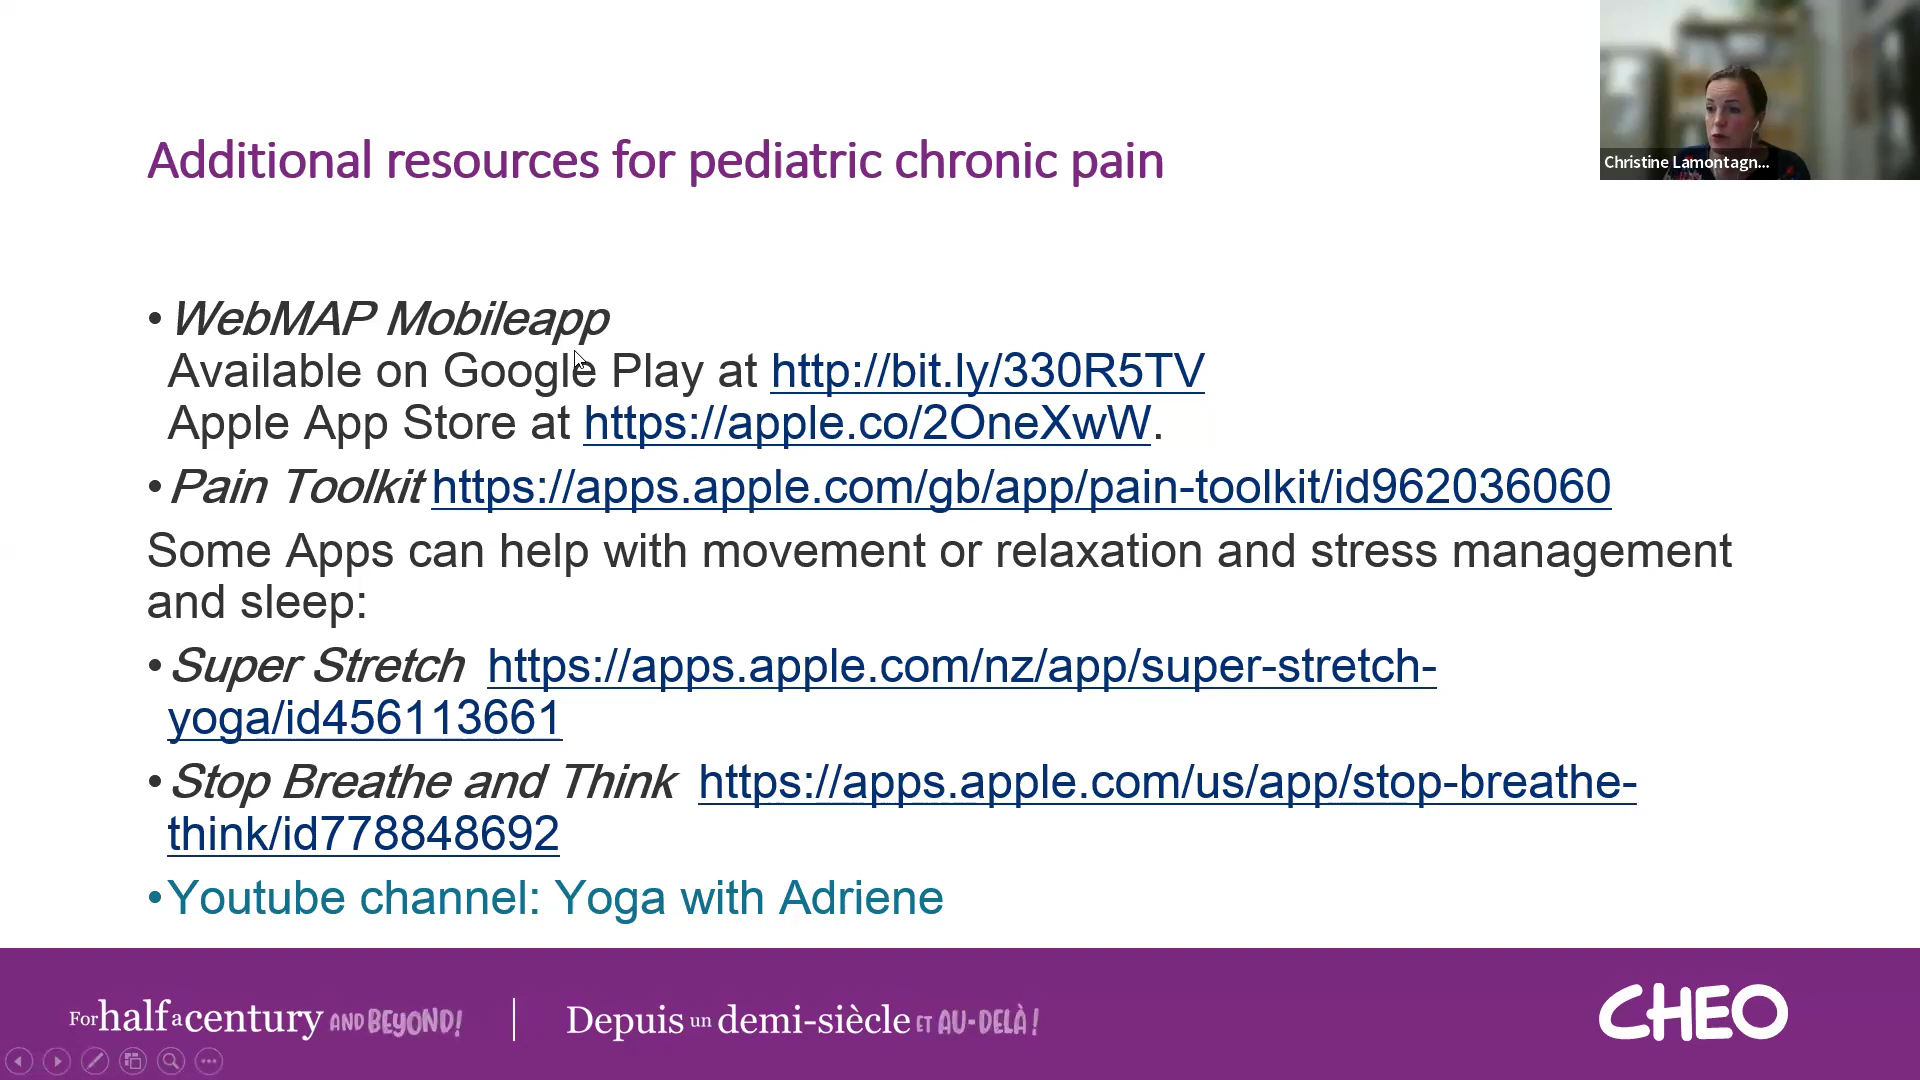 Christine Lamontagn...
Additional resources for pediatric chronic pain
• WebMAP Mobileapp
Available on Google Play at http://bit.ly/330R5TV
Apple App Store at https://apple.co/2OneXwW.
• Pain Toolkit https://apps.apple.com/gb/app/pain-toolkit/id962036060
Some Apps can help with movement or relaxation and stress management
and sleep:
• Super Stretch https://apps.apple.com/nz/app/super-stretch-
yoga/id456113661
• Stop Breathe and Think https://apps.apple.com/us/app/stop-breathe-
think/id778848692
• Youtube channel: Yoga with Adriene
For half a century AND BEYOND! | Depuis un demi-siècle ET AU-DELÀ!
CHEO